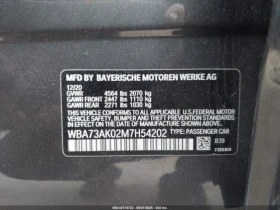 MFD BY BAYERISCHE MOTOREN WERKE AG
12/20
GVWR 4564 lbs 2070 kg
GAWR FRONT 2447 lbs 1110 kg
GAWR REAR 2271 lbs 1030 kg
THIS VEHICLE CONFORMS TO ALL APPLICABLE U.S. FEDERAL MOTOR
VEHICLE SAFETY, BUMPER, AND THEFT PREVENTION STANDARDS
IN EFFECT ON THE DATE OF MANUFACTURE SHOWN ABOVE.
WBA73AK02M7H54202 TYPE: PASSENGER CAR
B39